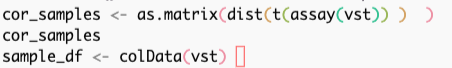 cor_samples <- as.matrix(dist(t(assay(vst)) )  )
cor_samples
sample_df <- colData(vst)